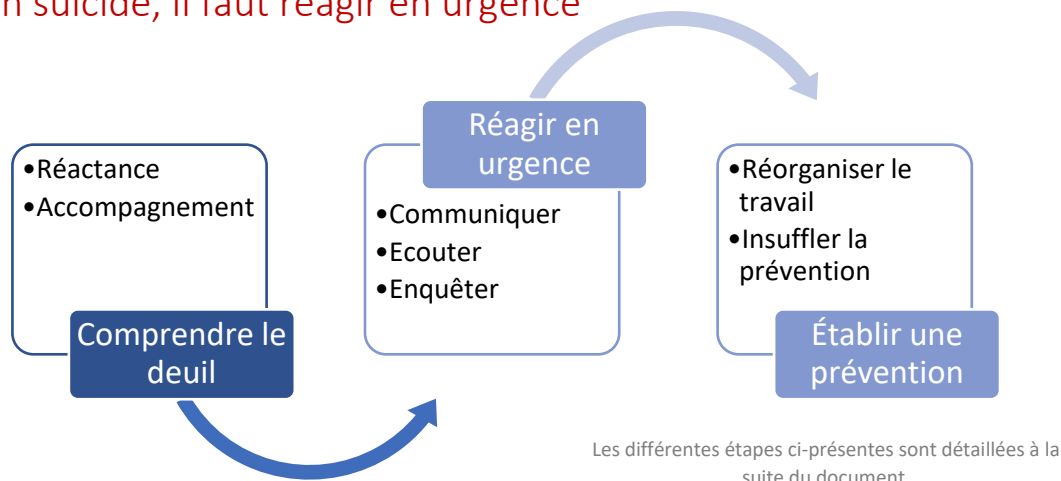 n suicide, il faut réagir en urgence
•Réactance
•Accompagnement
Comprendre le
deuil
Réagir en
urgence
•Communiquer
•Ecouter
•Enquêter
•Réorganiser le
travail
•Insuffler la
prévention
Établir une
prévention
Les différentes étapes ci-présentes sont détaillées à la
suite du document